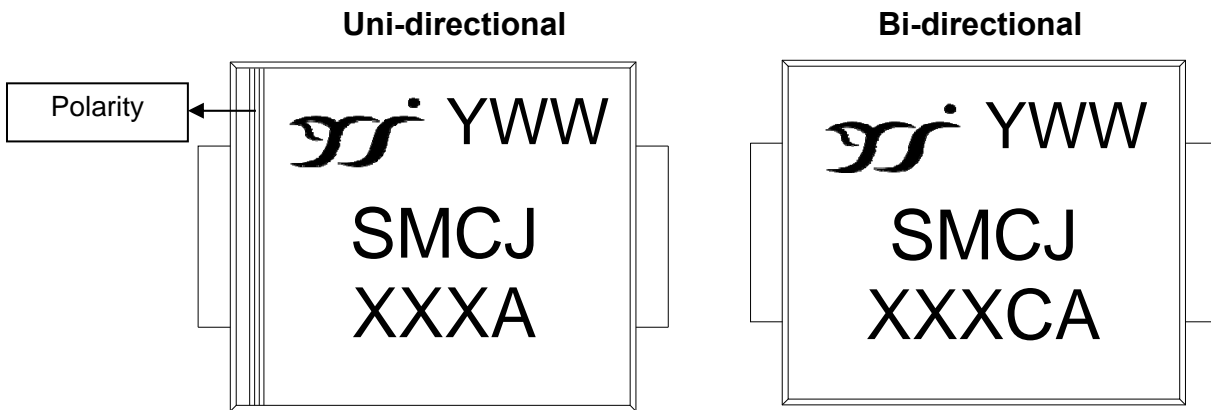 Uni-directional
Bi-directional
Polarity
YWW
SMCJ
XXXA
YWW
SMCJ
XXXCA